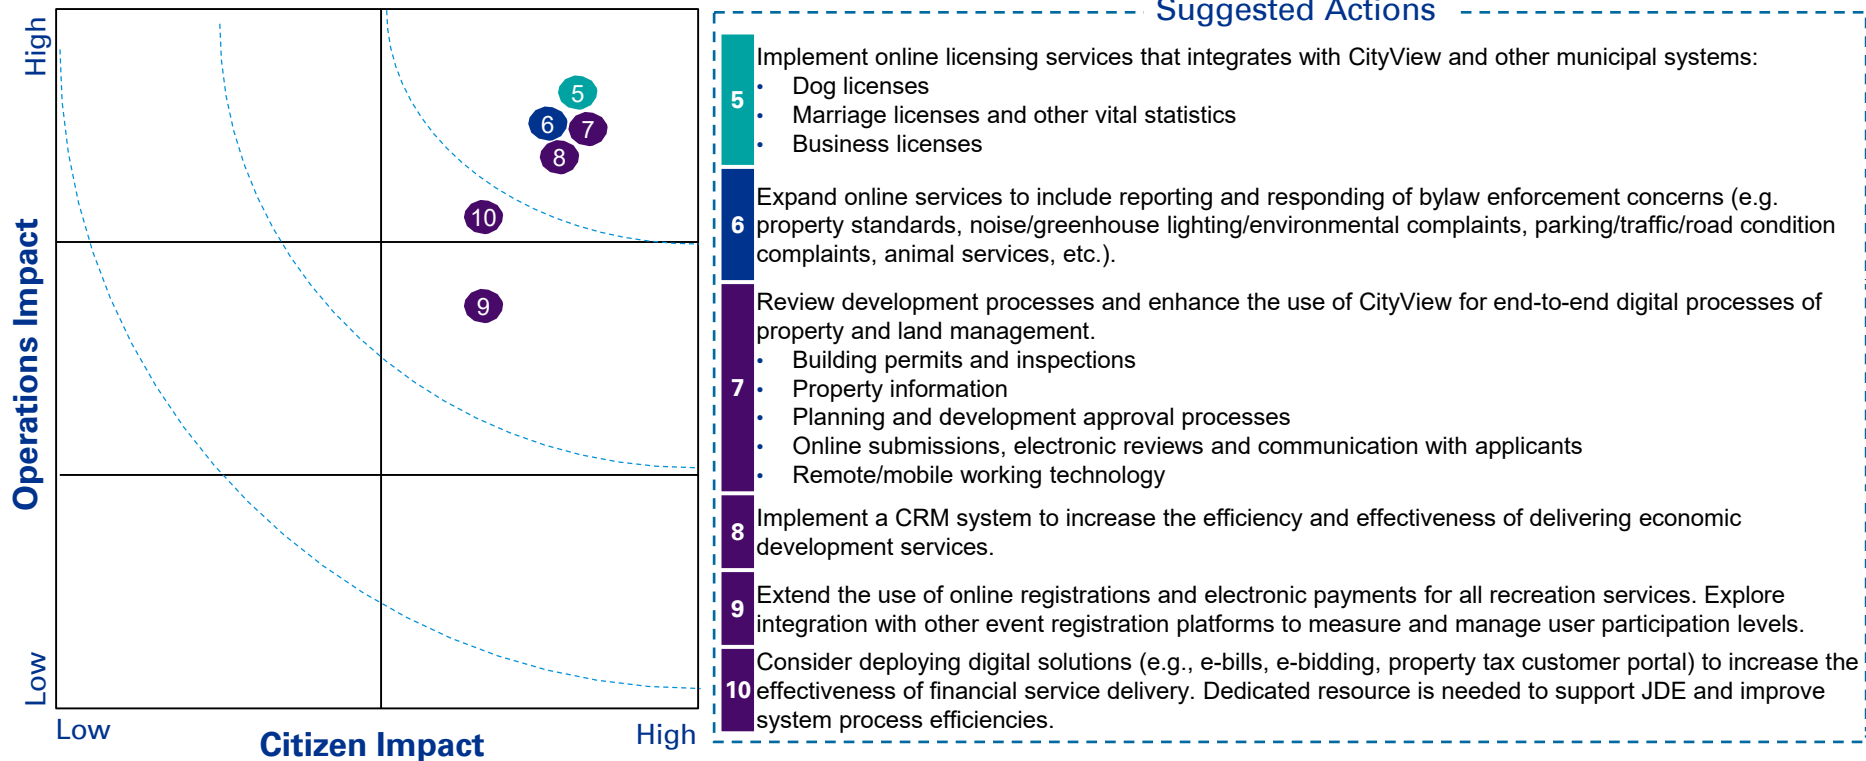 High
Operations Impact
Low
Low
Citizen Impact
High
5
6
7
8
10
9
Suggested Actions
5
Implement online licensing services that integrates with CityView and other municipal systems:
• Dog licenses
• Marriage licenses and other vital statistics
• Business licenses
6
Expand online services to include reporting and responding of bylaw enforcement concerns (e.g.
property standards, noise/greenhouse lighting/environmental complaints, parking/traffic/road condition
complaints, animal services, etc.).
7
Review development processes and enhance the use of CityView for end-to-end digital processes of
property and land management.
• Building permits and inspections
• Property information
• Planning and development approval processes
• Online submissions, electronic reviews and communication with applicants
• Remote/mobile working technology
8
Implement a CRM system to increase the efficiency and effectiveness of delivering economic
development services.
9
Extend the use of online registrations and electronic payments for all recreation services. Explore
integration with other event registration platforms to measure and manage user participation levels.
10
Consider deploying digital solutions (e.g., e-bills, e-bidding, property tax customer portal) to increase the
effectiveness of financial service delivery. Dedicated resource is needed to support JDE and improve
system process efficiencies.